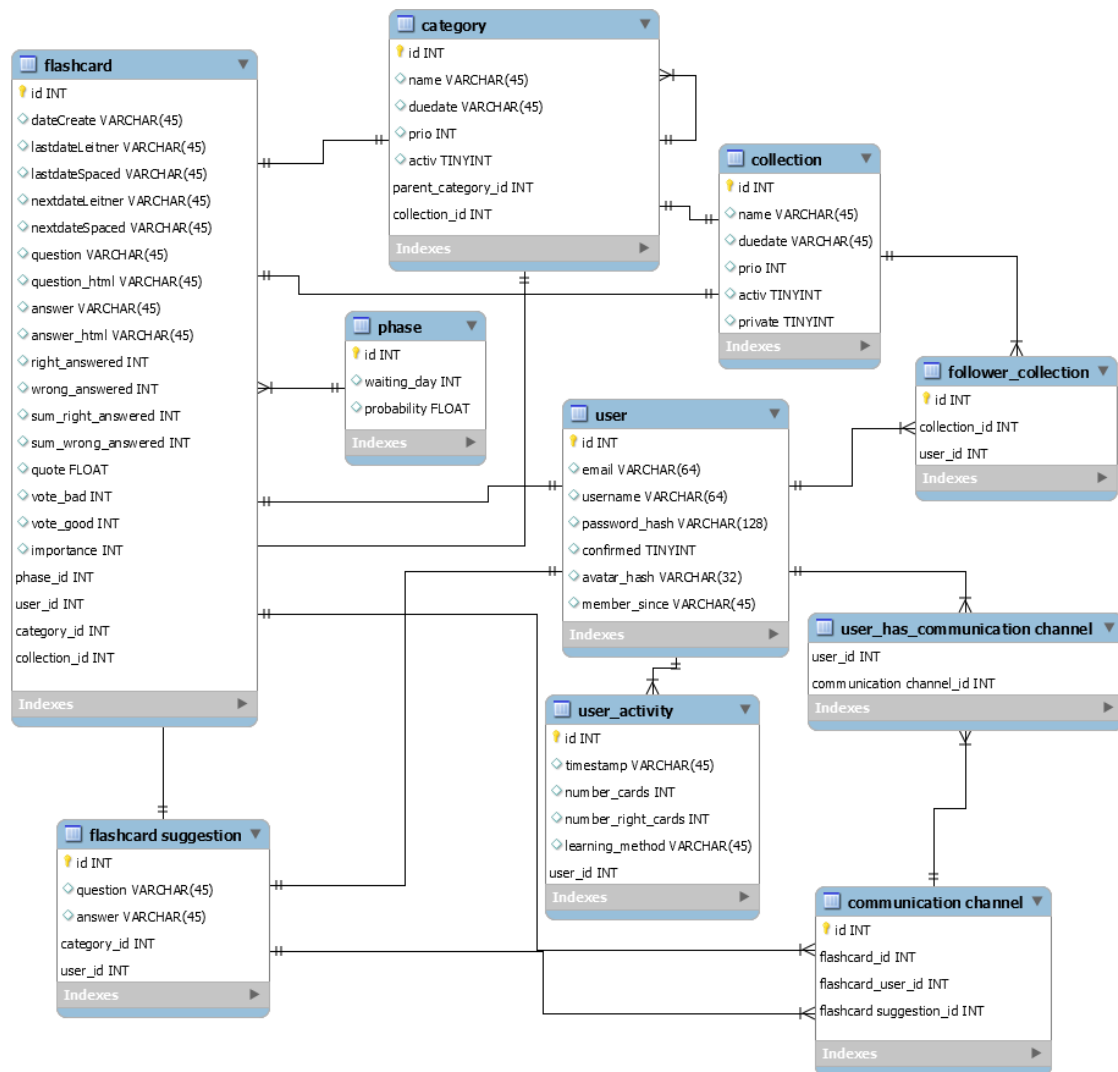 category
id INT
name VARCHAR(45)
duedate VARCHAR(45)
prio INT
activ TINYINT
parent_category_id INT
collection_id INT
Indexes
flashcard
id INT
dateCreate VARCHAR(45)
lastdateLeitner VARCHAR(45)
lastdateSpaced VARCHAR(45)
nextdateLeitner VARCHAR(45)
nextdateSpaced VARCHAR(45)
question VARCHAR(45)
question_html VARCHAR(45)
answer VARCHAR(45)
answer_html VARCHAR(45)
right_answered INT
wrong_answered INT
sum_right_answered INT
sum_wrong_answered INT
quote FLOAT
vote_bad INT
vote_good INT
importance INT
phase_id INT
user_id INT
category_id INT
collection_id INT
Indexes
collection
id INT
name VARCHAR(45)
duedate VARCHAR(45)
prio INT
activ TINYINT
private TINYINT
Indexes
phase
id INT
waiting_day INT
probability FLOAT
Indexes
follower_collection
id INT
collection_id INT
user_id INT
Indexes
user
id INT
email VARCHAR(64)
username VARCHAR(64)
password_hash VARCHAR(128)
confirmed TINYINT
avatar_hash VARCHAR(32)
member_since VARCHAR(45)
Indexes
user_has_communication channel
user_id INT
communication channel_id INT
Indexes
user_activity
id INT
timestamp VARCHAR(45)
number_cards INT
number_right_cards INT
learning_method VARCHAR(45)
user_id INT
Indexes
flashcard suggestion
id INT
question VARCHAR(45)
answer VARCHAR(45)
category_id INT
user_id INT
Indexes
communication channel
id INT
flashcard_id INT
flashcard_user_id INT
flashcard suggestion_id INT
Indexes